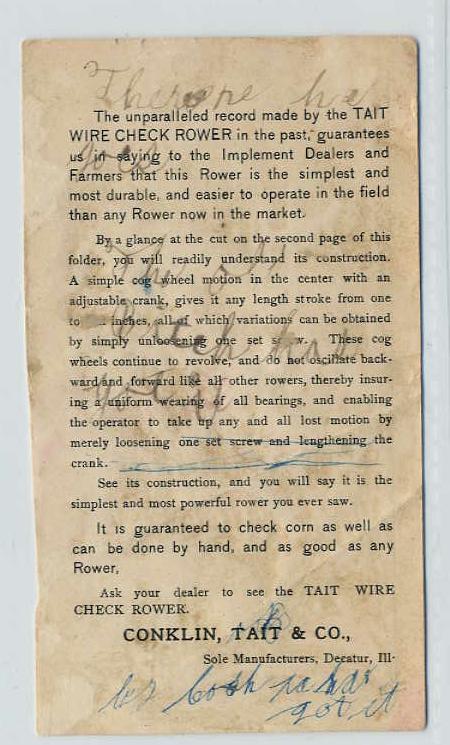 The unparalleled record made by the TAIT
WIRE CHECK ROWER in the past, guarantees
us in saying to the Implement Dealers and
Farmers that this Rower is the simplest and
most durable, and easier to operate in the field
than any Rower now in the market.
By a glance at the cut on the second page of this
folder, you will readily understand its construction.
A simple cog wheel motion in the center with an
adjustable crank, gives it any length stroke from one
to inches, all of which variations can be obtained
by simply unloosening one set These cog
wheels continue to revolve, and do not oscillate back-
ward and forward like all other rowers, thereby insur-
ing a uniform wearing of all bearings, and enabling
the operator to take up any and all lost motion by
merely loosening one set screw and lengthening the
crank.
See its construction, and you will say it is the
simplest and most powerful rower you ever saw.
It is guaranteed to check corn as well as
can be done by hand, and as good as any
Rower,
Ask your dealer to see the TAIT WIRE
CHECK ROWER.
CONKLIN, TAIT & CO.,
Sole Manufacturers, Decatur, Ill.
got it